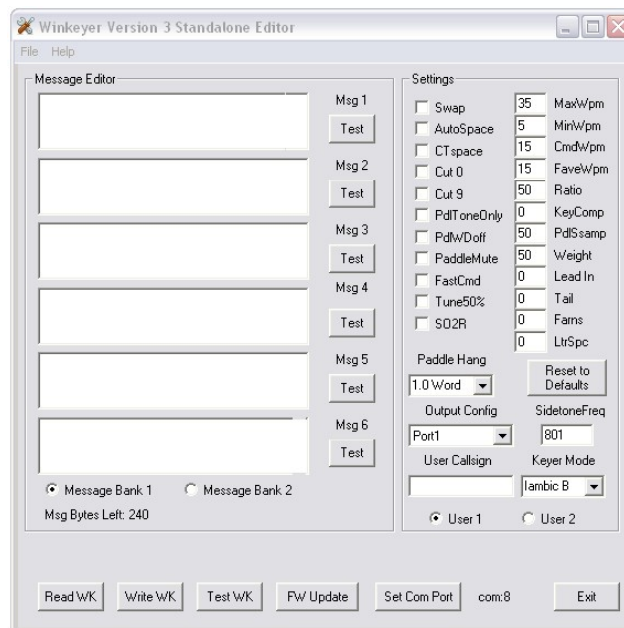 Winkeyer Version 3 Standalone Editor
File Help
Message Editor
Msg 1
Test
Msg 2
Test
Msg 3
Test
Msg 4
Test
Msg 5
Test
Msg 6
Test
Message Bank 1 Message Bank 2
Msg Bytes Left: 240
Settings
Swap 35 MaxWpm
AutoSpace 5 MinWpm
CTspace 15 CmdWpm
Cut 0 15 FaveWpm
Cut 9 50 Ratio
PdlToneOnly 0 KeyComp
PdlWDoff 50 PdlSsamp
PaddleMute 50 Weight
FastCmd 0 Lead In
Tune50% 0 Tail
SO2R 0 Farns
0 LtrSpc
Paddle Hang
1.0 Word
Reset to
Defaults
Output Config SidetoneFreq
Port1 801
User Callsign Keyer Mode
Iambic B
User 1 User 2
Read WK Write WK Test WK FW Update Set Com Port com:8 Exit